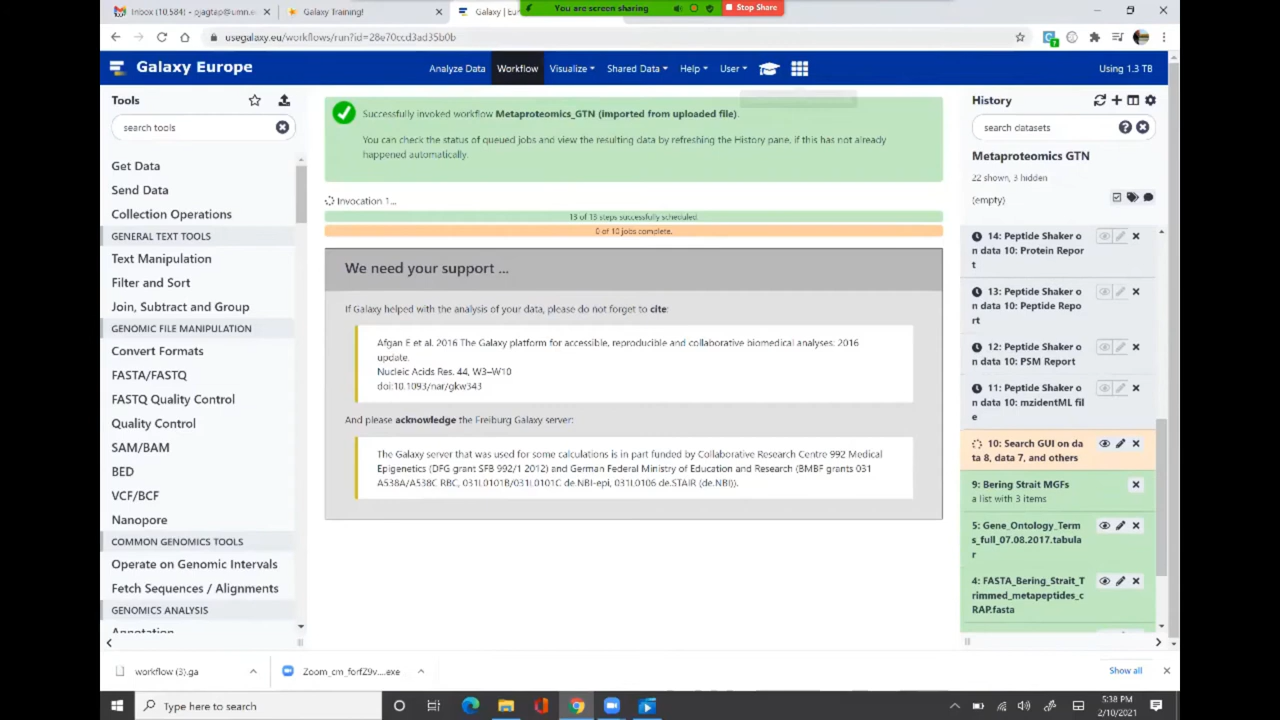 Inbox (10,584) - ojagtap@umn.e
Galaxy Training!
Galaxy | Eu
You are screen sharing
Stop Share
usegalaxy.eu/workflows/run?id=28e70ccd3ad35b0b
Galaxy Europe
Analyze Data
Workflow
Visualize
Shared Data
Help
User
Using 1.3 TB
Tools
search tools
Get Data
Send Data
Collection Operations
GENERAL TEXT TOOLS
Text Manipulation
Filter and Sort
Join, Subtract and Group
GENOMIC FILE MANIPULATION
Convert Formats
FASTA/FASTQ
FASTQ Quality Control
Quality Control
SAM/BAM
BED
VCF/BCF
Nanopore
COMMON GENOMICS TOOLS
Operate on Genomic Intervals
Fetch Sequences / Alignments
GENOMICS ANALYSIS
Annotation
Successfully invoked workflow Metaproteomics_GTN (imported from uploaded file).
You can check the status of queued jobs and view the resulting data by refreshing the History pane, if this has not already
happened automatically.
Invocation 1...
13 of 13 steps successfully scheduled.
0 of 10 jobs complete.
We need your support ...
If Galaxy helped with the analysis of your data, please do not forget to cite:
Afgan E et al. 2016 The Galaxy platform for accessible, reproducible and collaborative biomedical analyses: 2016
update.
Nucleic Acids Res. 44, W3–W10
doi:10.1093/nar/gkw343
And please acknowledge the Freiburg Galaxy server:
The Galaxy server that was used for some calculations is in part funded by Collaborative Research Centre 992 Medical
Epigenetics (DFG grant SFB 992/1 2012) and German Federal Ministry of Education and Research (BMBF grants 031
A538A/A538C RBC, 031L0101B/031L0101C de.NBI-epi, 031L0106 de.STAIR (de.NBI)).
History
search datasets
Metaproteomics GTN
22 shown, 3 hidden
(empty)
14: Peptide Shaker o
n data 10: Protein Repor
t
13: Peptide Shaker o
n data 10: Peptide Repo
rt
12: Peptide Shaker o
n data 10: PSM Report
11: Peptide Shaker o
n data 10: mzidentML fil
e
10: Search GUI on da
ta 8, data 7, and others
9: Bering Strait MGFs
a list with 3 items
5: Gene_Ontology_Term
s_full_07.08.2017.tabula
r
4: FASTA_Bering_Strait_T
rimmed_metapeptides_c
RAP.fasta
workflow (3).ga
Zoom_cm_forfZ9v....exe
Show all
Type here to search
5:38 PM
2/10/2021